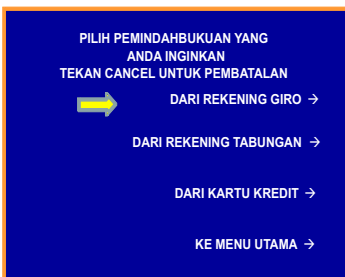 PILIH PEMINDAHBUKUAN YANG
ANDA INGINKAN
TEKAN CANCEL UNTUK PEMBATALAN
DARI REKENING GIRO →
DARI REKENING TABUNGAN →
DARI KARTU KREDIT →
KE MENU UTAMA →